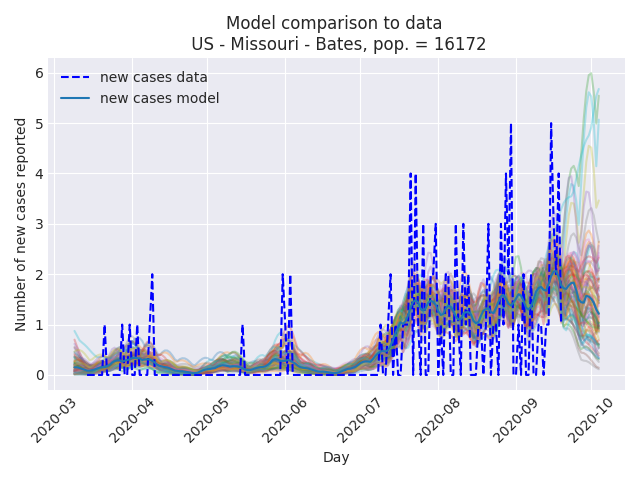 Model comparison to data
US - Missouri - Bates, pop. = 16172
new cases data
new cases model
Number of new cases reported
6
5
4
3
2
1
0
2020-03
2020-04
2020-05
2020-06
2020-07
2020-08
2020-09
2020-10
Day